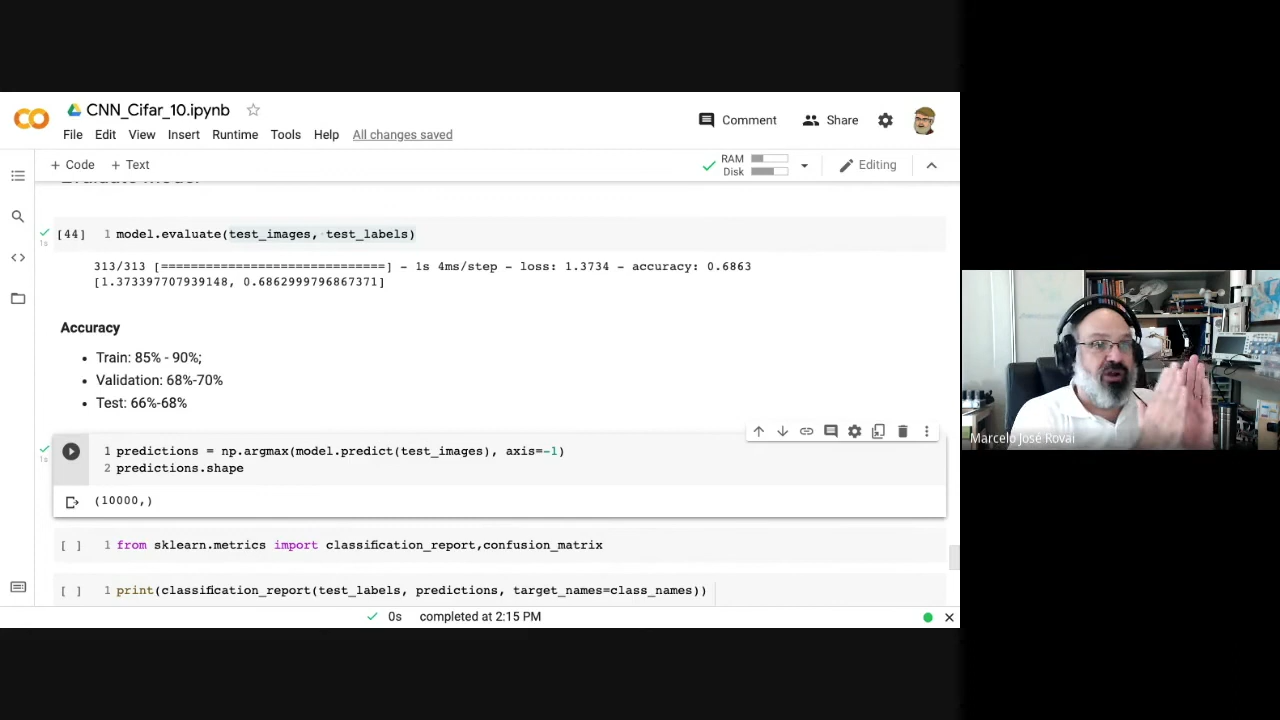 CNN_Cifar_10.ipynb
Comment
Share
File Edit View Insert Runtime Tools Help All changes saved
+ Code + Text
RAM
Disk
Editing
Evaluate Model
[44] 1 model.evaluate(test_images, test_labels)
1s
313/313 [==============================] - 1s 4ms/step - loss: 1.3734 - accuracy: 0.6863
[1.373397707939148, 0.6862999796867371]
Accuracy
• Train: 85% - 90%;
• Validation: 68%-70%
• Test: 66%-68%
1 predictions = np.argmax(model.predict(test_images), axis=-1)
1s
2 predictions.shape
(10000,)
[ ] 1 from sklearn.metrics import classification_report,confusion_matrix
[ ] 1 print(classification_report(test_labels, predictions, target_names=class_names))
0s completed at 2:15 PM
Marcelo José Rovai